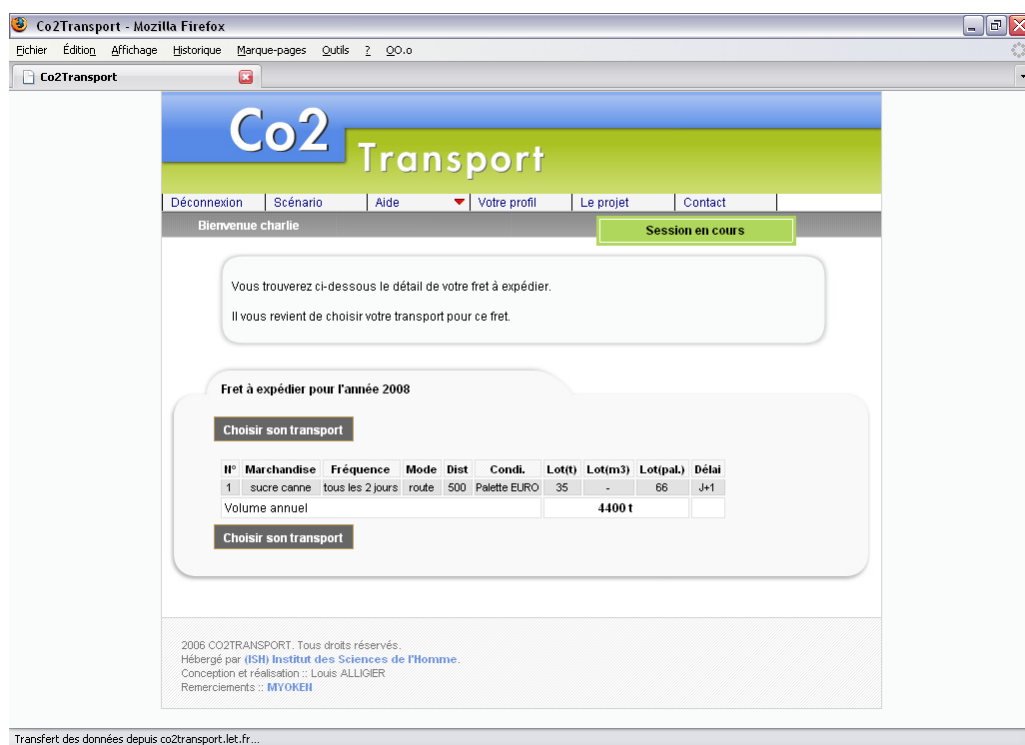 Co2Transport - Mozilla Firefox
Fichier Édition Affichage Historique Marque-pages Outils ? OO.o
Co2Transport
Co2
Transport
Déconnexion Scénario Aide Votre profil Le projet Contact
Bienvenue charlie
Session en cours
Vous trouverez ci-dessous le détail de votre fret à expédier.
Il vous revient de choisir votre transport pour ce fret.
Fret à expédier pour l'année 2008
Choisir son transport
N° Marchandise Fréquence Mode Dist Condi. Lot(t) Lot(m3) Lot(pal.) Délai
1 sucre canne tous les 2 jours route 500 Palette EURO 35 - 66 J+1
Volume annuel 4400 t
Choisir son transport
2006 CO2TRANSPORT. Tous droits réservés.
Hébergé par (ISH) Institut des Sciences de l'Homme.
Conception et réalisation :: Louis ALLIGIER
Remerciements :: MYOKEN
Transfert des données depuis co2transport.let.fr...